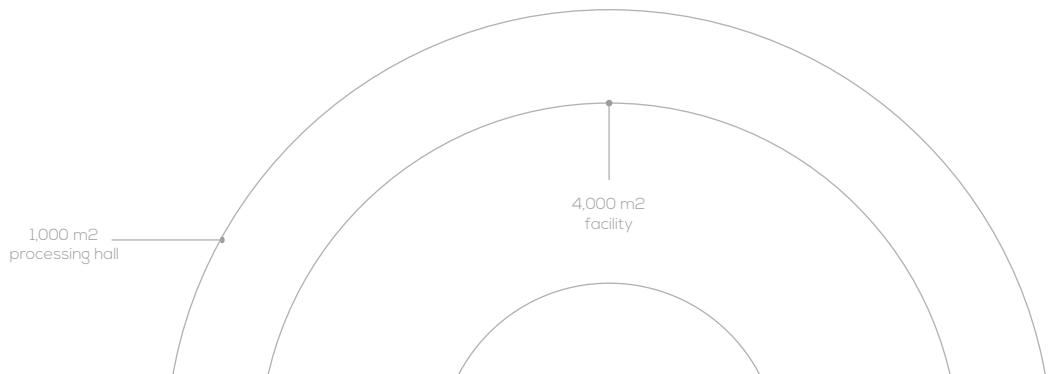 4,000 m2
facility
1,000 m2
processing hall